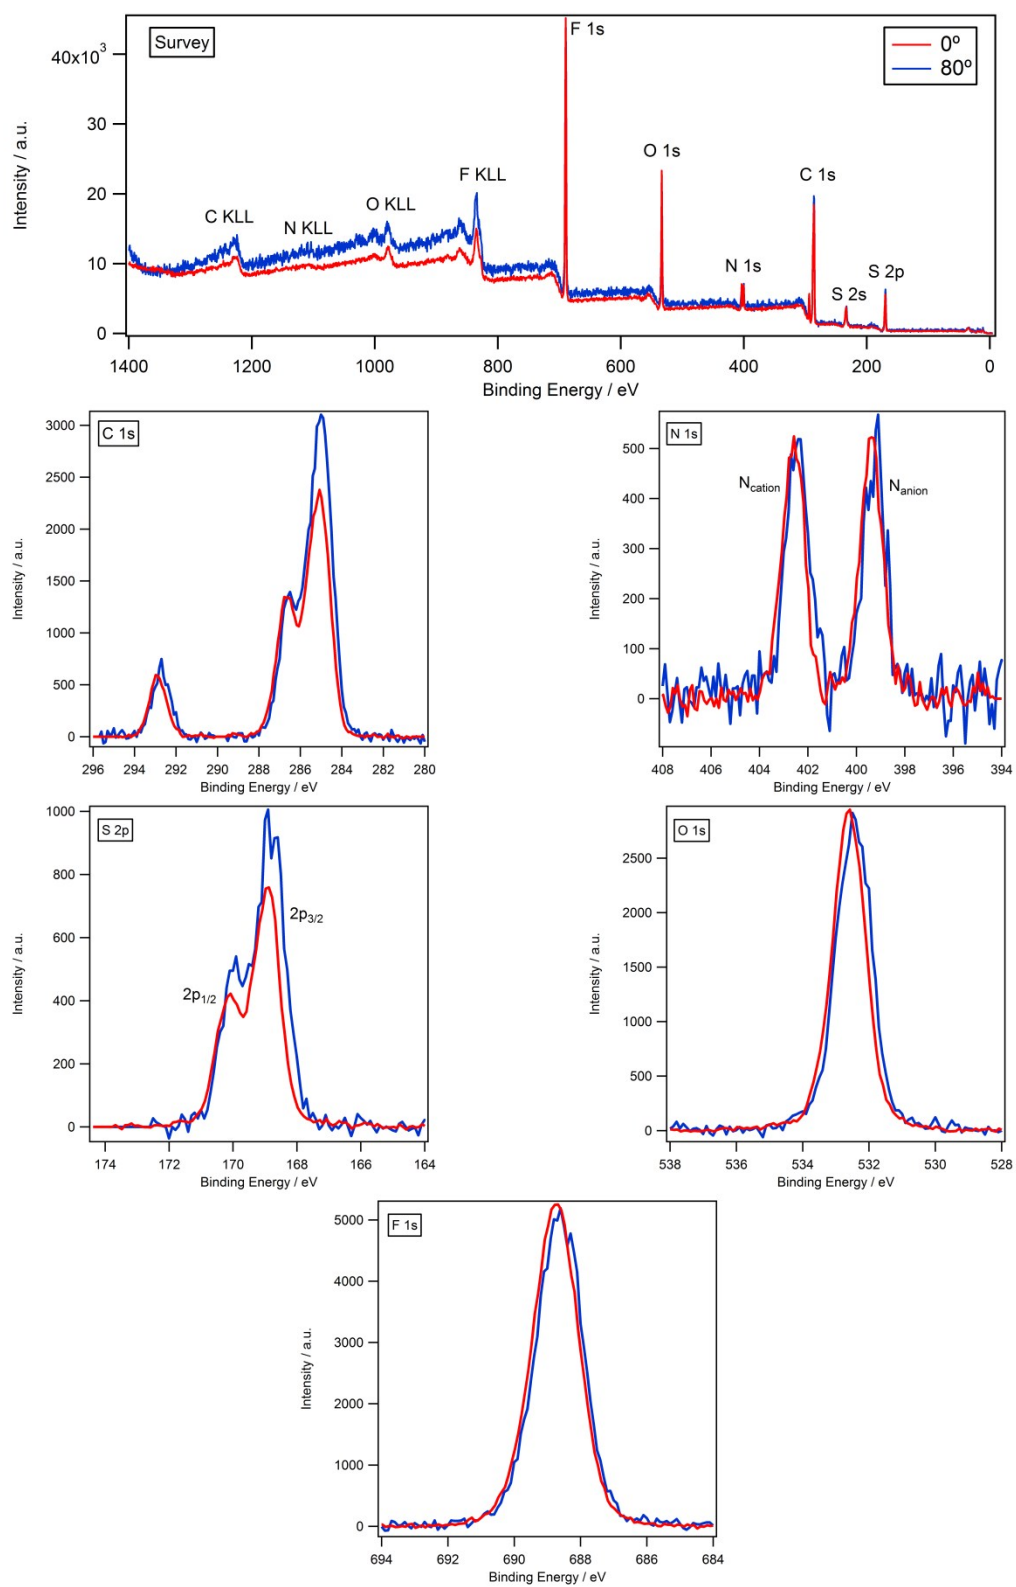 Survey
F 1s
0º
80º
40x10³
30
20
10
0
Intensity / a.u.
C KLL
N KLL
O KLL
F KLL
O 1s
N 1s
C 1s
S 2s
S 2p
1400
1200
1000
800
600
400
200
0
Binding Energy / eV
C 1s
3000
2500
2000
1500
1000
500
0
Intensity / a.u.
296
294
292
290
288
286
284
282
280
Binding Energy / eV
N 1s
N_cation
N_anion
500
400
300
200
100
0
Intensity / a.u.
408
406
404
402
400
398
396
394
Binding Energy / eV
S 2p
2p3/2
2p1/2
1000
800
600
400
200
0
Intensity / a.u.
174
172
170
168
166
164
Binding Energy / eV
O 1s
2500
2000
1500
1000
500
0
Intensity / a.u.
538
536
534
532
530
528
Binding Energy / eV
F 1s
5000
4000
3000
2000
1000
0
Intensity / a.u.
694
692
690
688
686
684
Binding Energy / eV